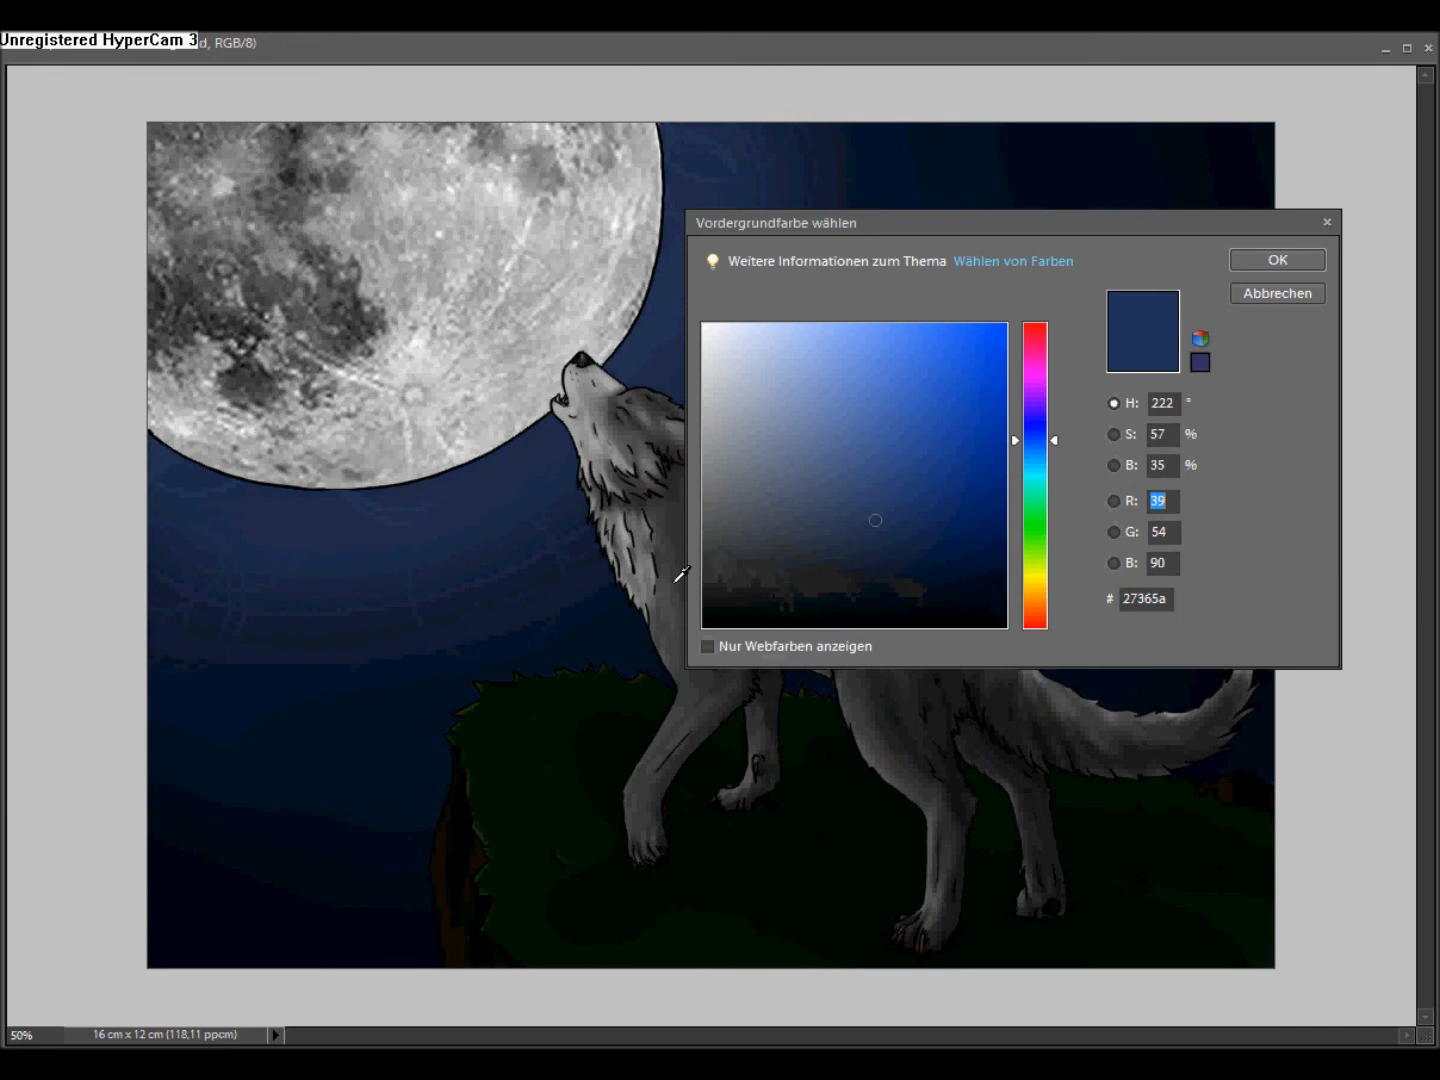 Unregistered HyperCam 3
d, RGB/8)
Vordergrundfarbe wählen
Weitere Informationen zum Thema Wählen von Farben
OK
Abbrechen
H: 222 °
S: 57 %
B: 35 %
R: 39
G: 54
B: 90
# 27365a
Nur Webfarben anzeigen
50%
16 cm x 12 cm (118,11 ppcm)